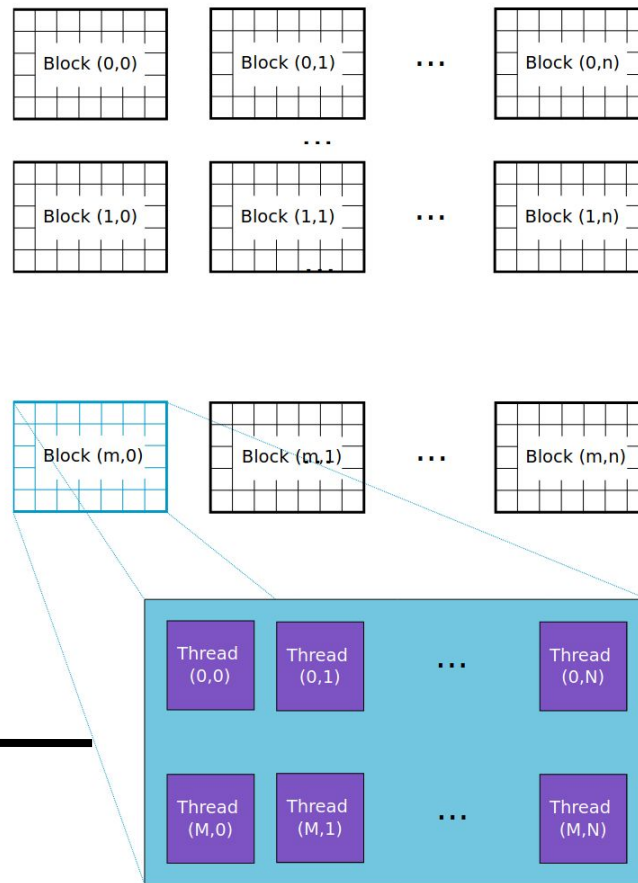 Block (0,0) Block (0,1) ... Block (0,n)
...
Block (1,0) Block (1,1) ... Block (1,n)
...
Block (m,0) Block (m,1) ... Block (m,n)
...
Thread Thread ... Thread
(0,0) (0,1) (0,N)
Thread Thread ... Thread
(M,0) (M,1) (M,N)